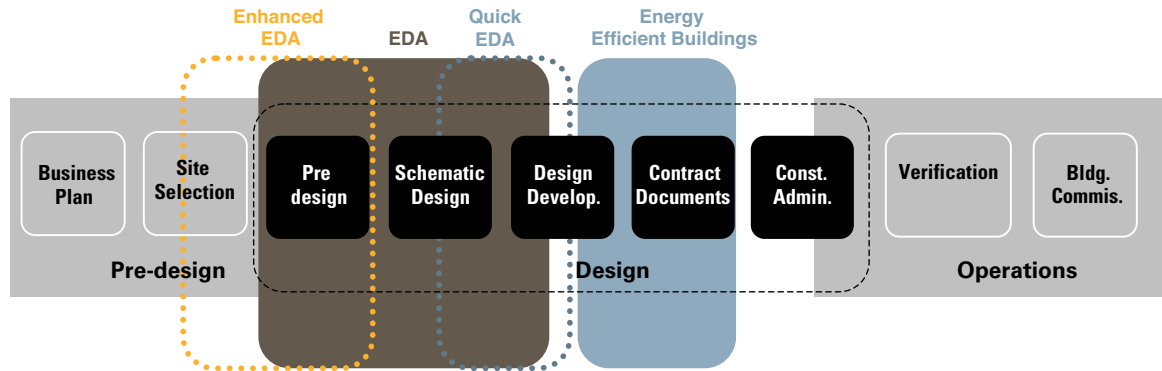 Enhanced
EDA
EDA
Quick
EDA
Energy
Efficient Buildings
Business
Plan
Site
Selection
Pre
design
Schematic
Design
Design
Develop.
Contract
Documents
Const.
Admin.
Verification
Bldg.
Commis.
Pre-design
Design
Operations